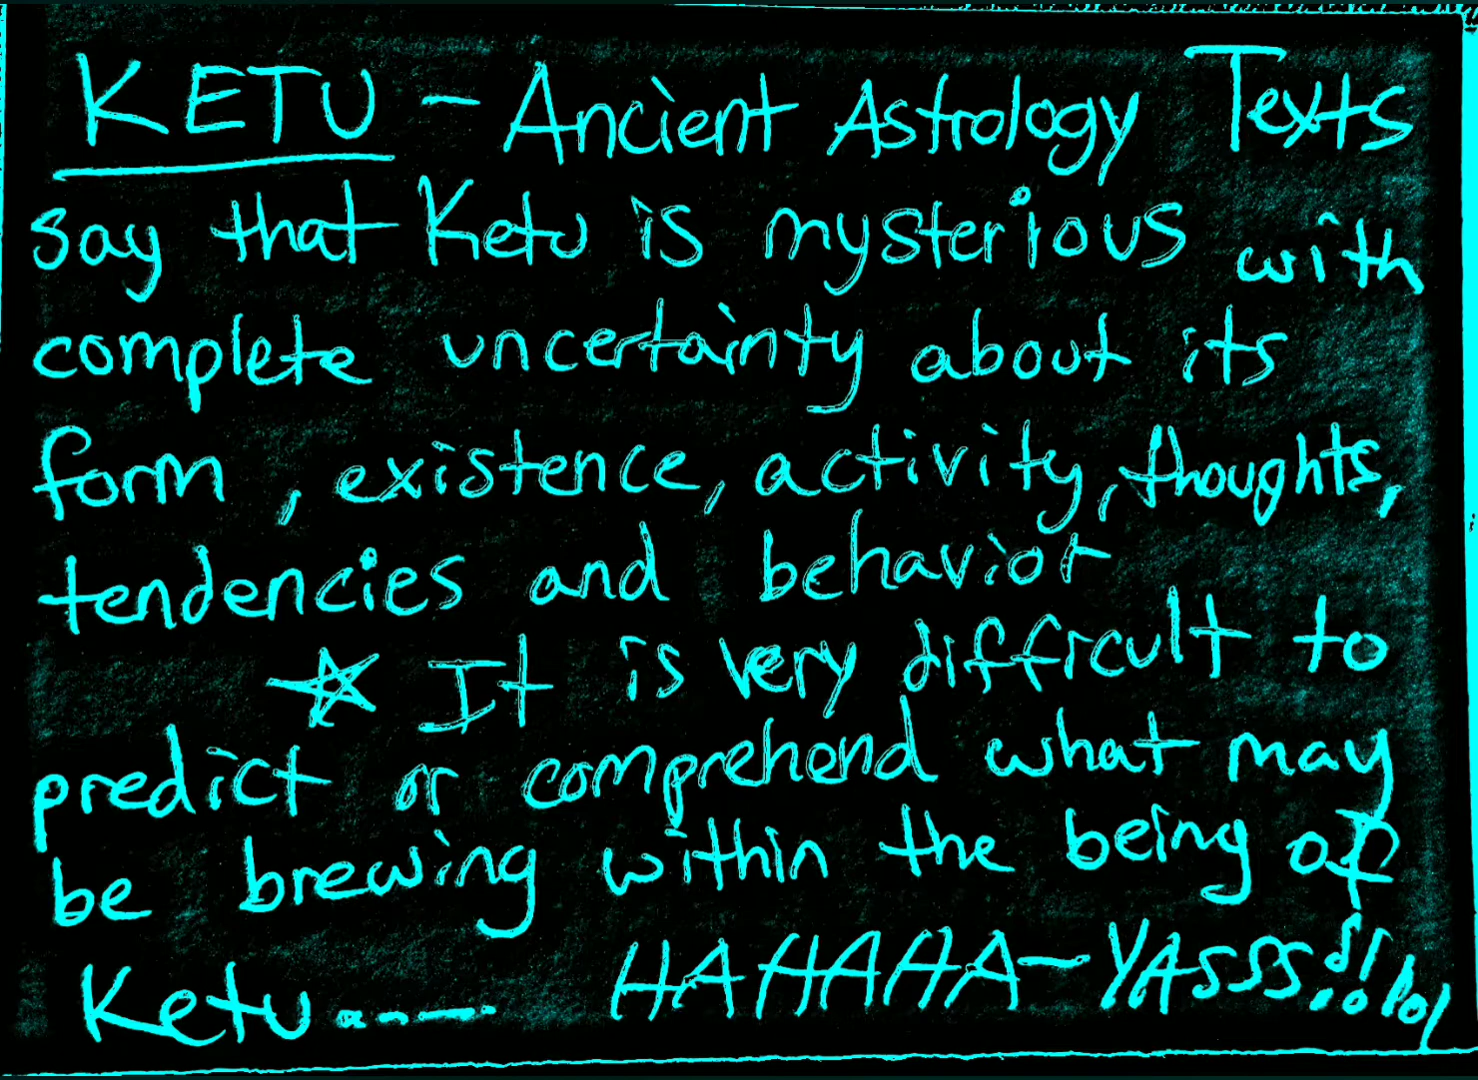 KETU - Ancient Astrology Texts
say that Ketu is mysterious with
complete uncertainty about its
form, existence, activity, thoughts,
tendencies and behavior
☆ It is very difficult to
predict or comprehend what may
be brewing within the being of
Ketu.... HAHAHA-YASSS!! lol